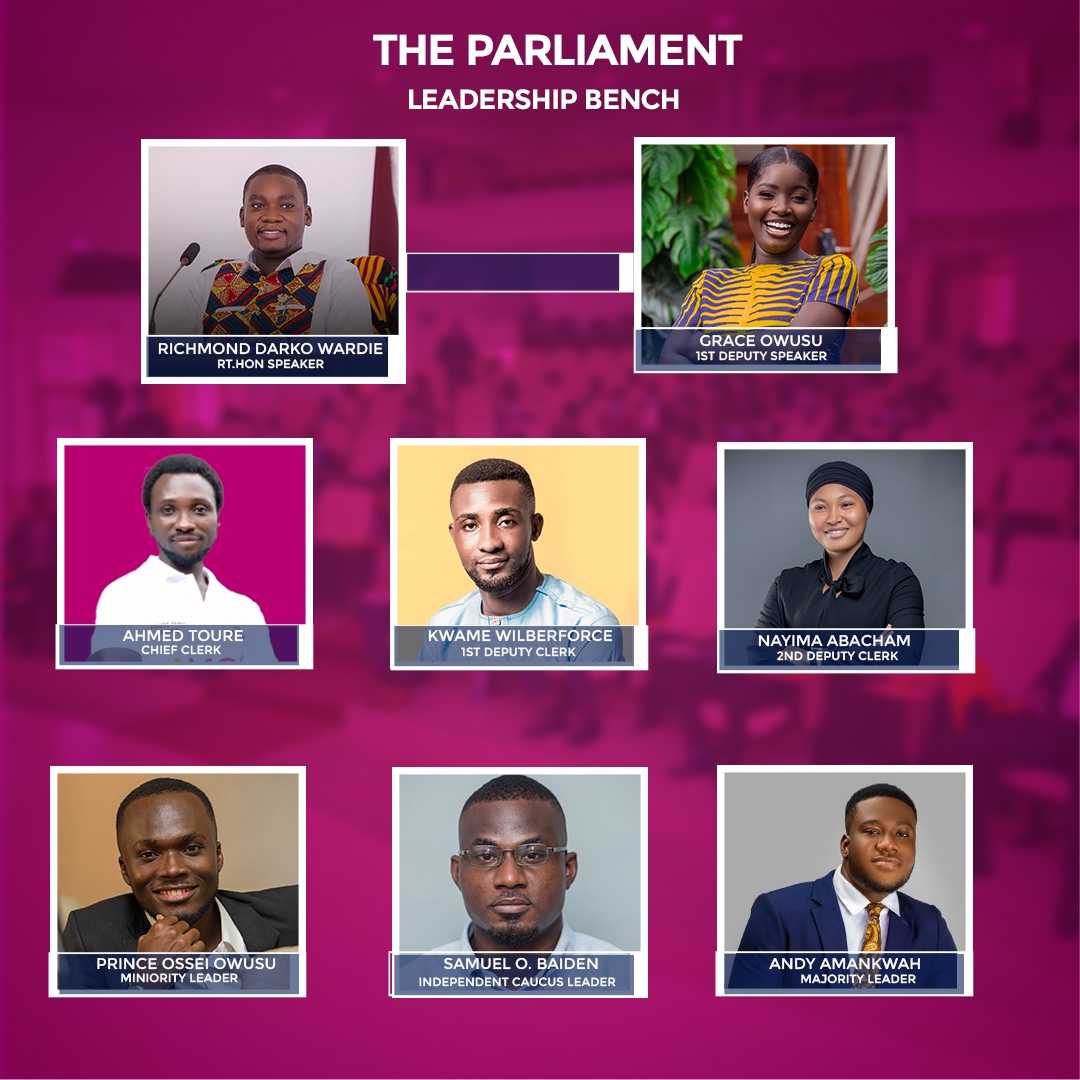 THE PARLIAMENT
LEADERSHIP BENCH
RICHMOND DARKO WARDIE
RT.HON SPEAKER
GRACE OWUSU
1ST DEPUTY SPEAKER
AHMED TOURE
CHIEF CLERK
KWAME WILBERFORCE
1ST DEPUTY CLERK
NAYIMA ABACHAM
2ND DEPUTY CLERK
PRINCE OSSEI OWUSU
MINIORITY LEADER
SAMUEL O. BAIDEN
INDEPENDENT CAUCUS LEADER
ANDY AMANKWAH
MAJORITY LEADER